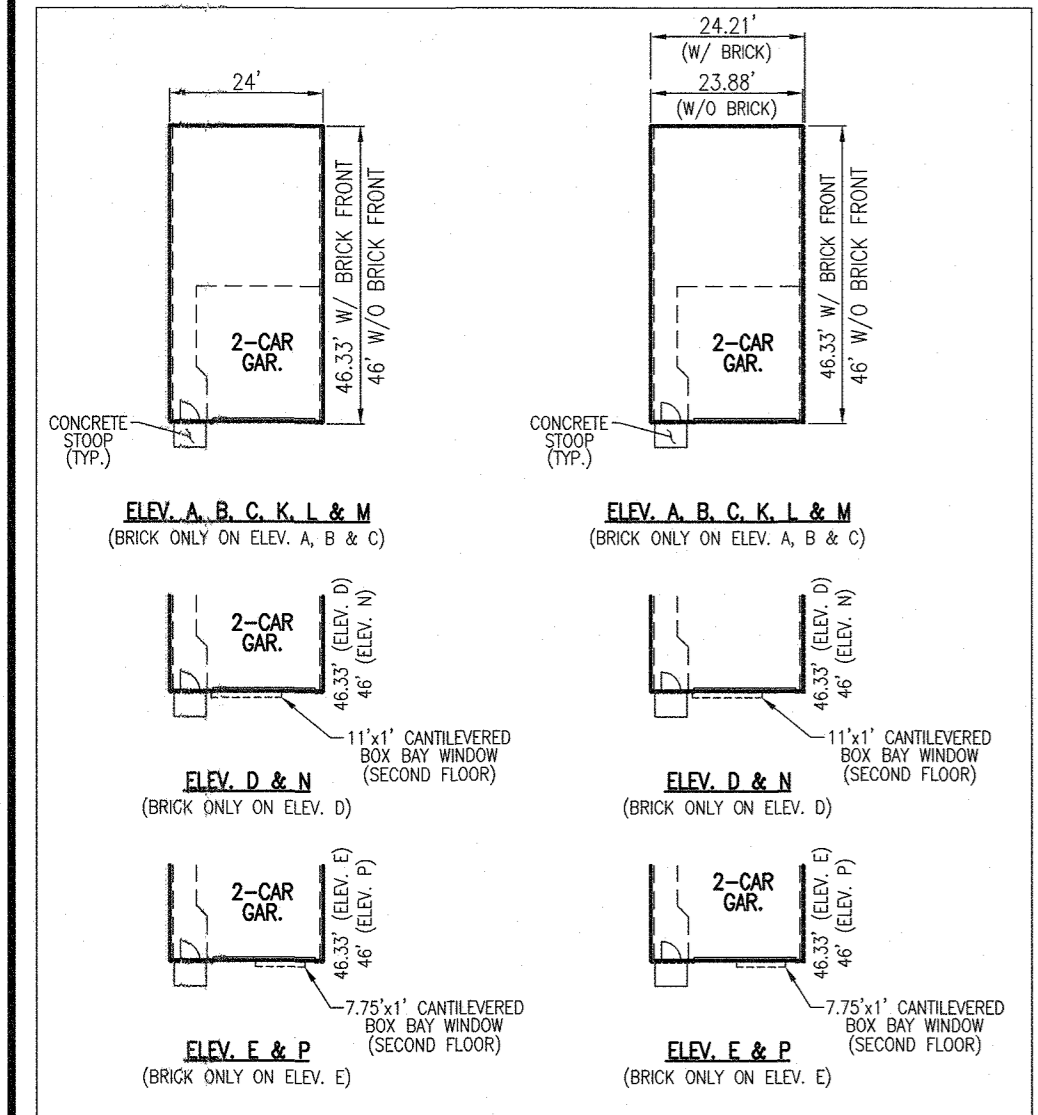 24'
46.33' W/ BRICK FRONT
46' W/O BRICK FRONT
2-CAR
GAR.
CONCRETE
STOOP
(TYP.)
ELEV. A, B, C, K, L & M
(BRICK ONLY ON ELEV. A, B & C)
24.21'
(W/ BRICK)
23.88'
(W/O BRICK)
46.33' W/ BRICK FRONT
46' W/O BRICK FRONT
2-CAR
GAR.
CONCRETE
STOOP
(TYP.)
ELEV. A, B, C, K, L & M
(BRICK ONLY ON ELEV. A, B & C)
2-CAR
GAR.
46.33' (ELEV. D)
46' (ELEV. N)
11'x1' CANTILEVERED
BOX BAY WINDOW
(SECOND FLOOR)
ELEV. D & N
(BRICK ONLY ON ELEV. D)
46.33' (ELEV. D)
46' (ELEV. N)
11'x1' CANTILEVERED
BOX BAY WINDOW
(SECOND FLOOR)
ELEV. D & N
(BRICK ONLY ON ELEV. D)
2-CAR
GAR.
46.33' (ELEV. E)
46' (ELEV. P)
7.75'x1' CANTILEVERED
BOX BAY WINDOW
(SECOND FLOOR)
ELEV. E & P
(BRICK ONLY ON ELEV. E)
2-CAR
GAR.
46.33' (ELEV. E)
46' (ELEV. P)
7.75'x1' CANTILEVERED
BOX BAY WINDOW
(SECOND FLOOR)
ELEV. E & P
(BRICK ONLY ON ELEV. E)